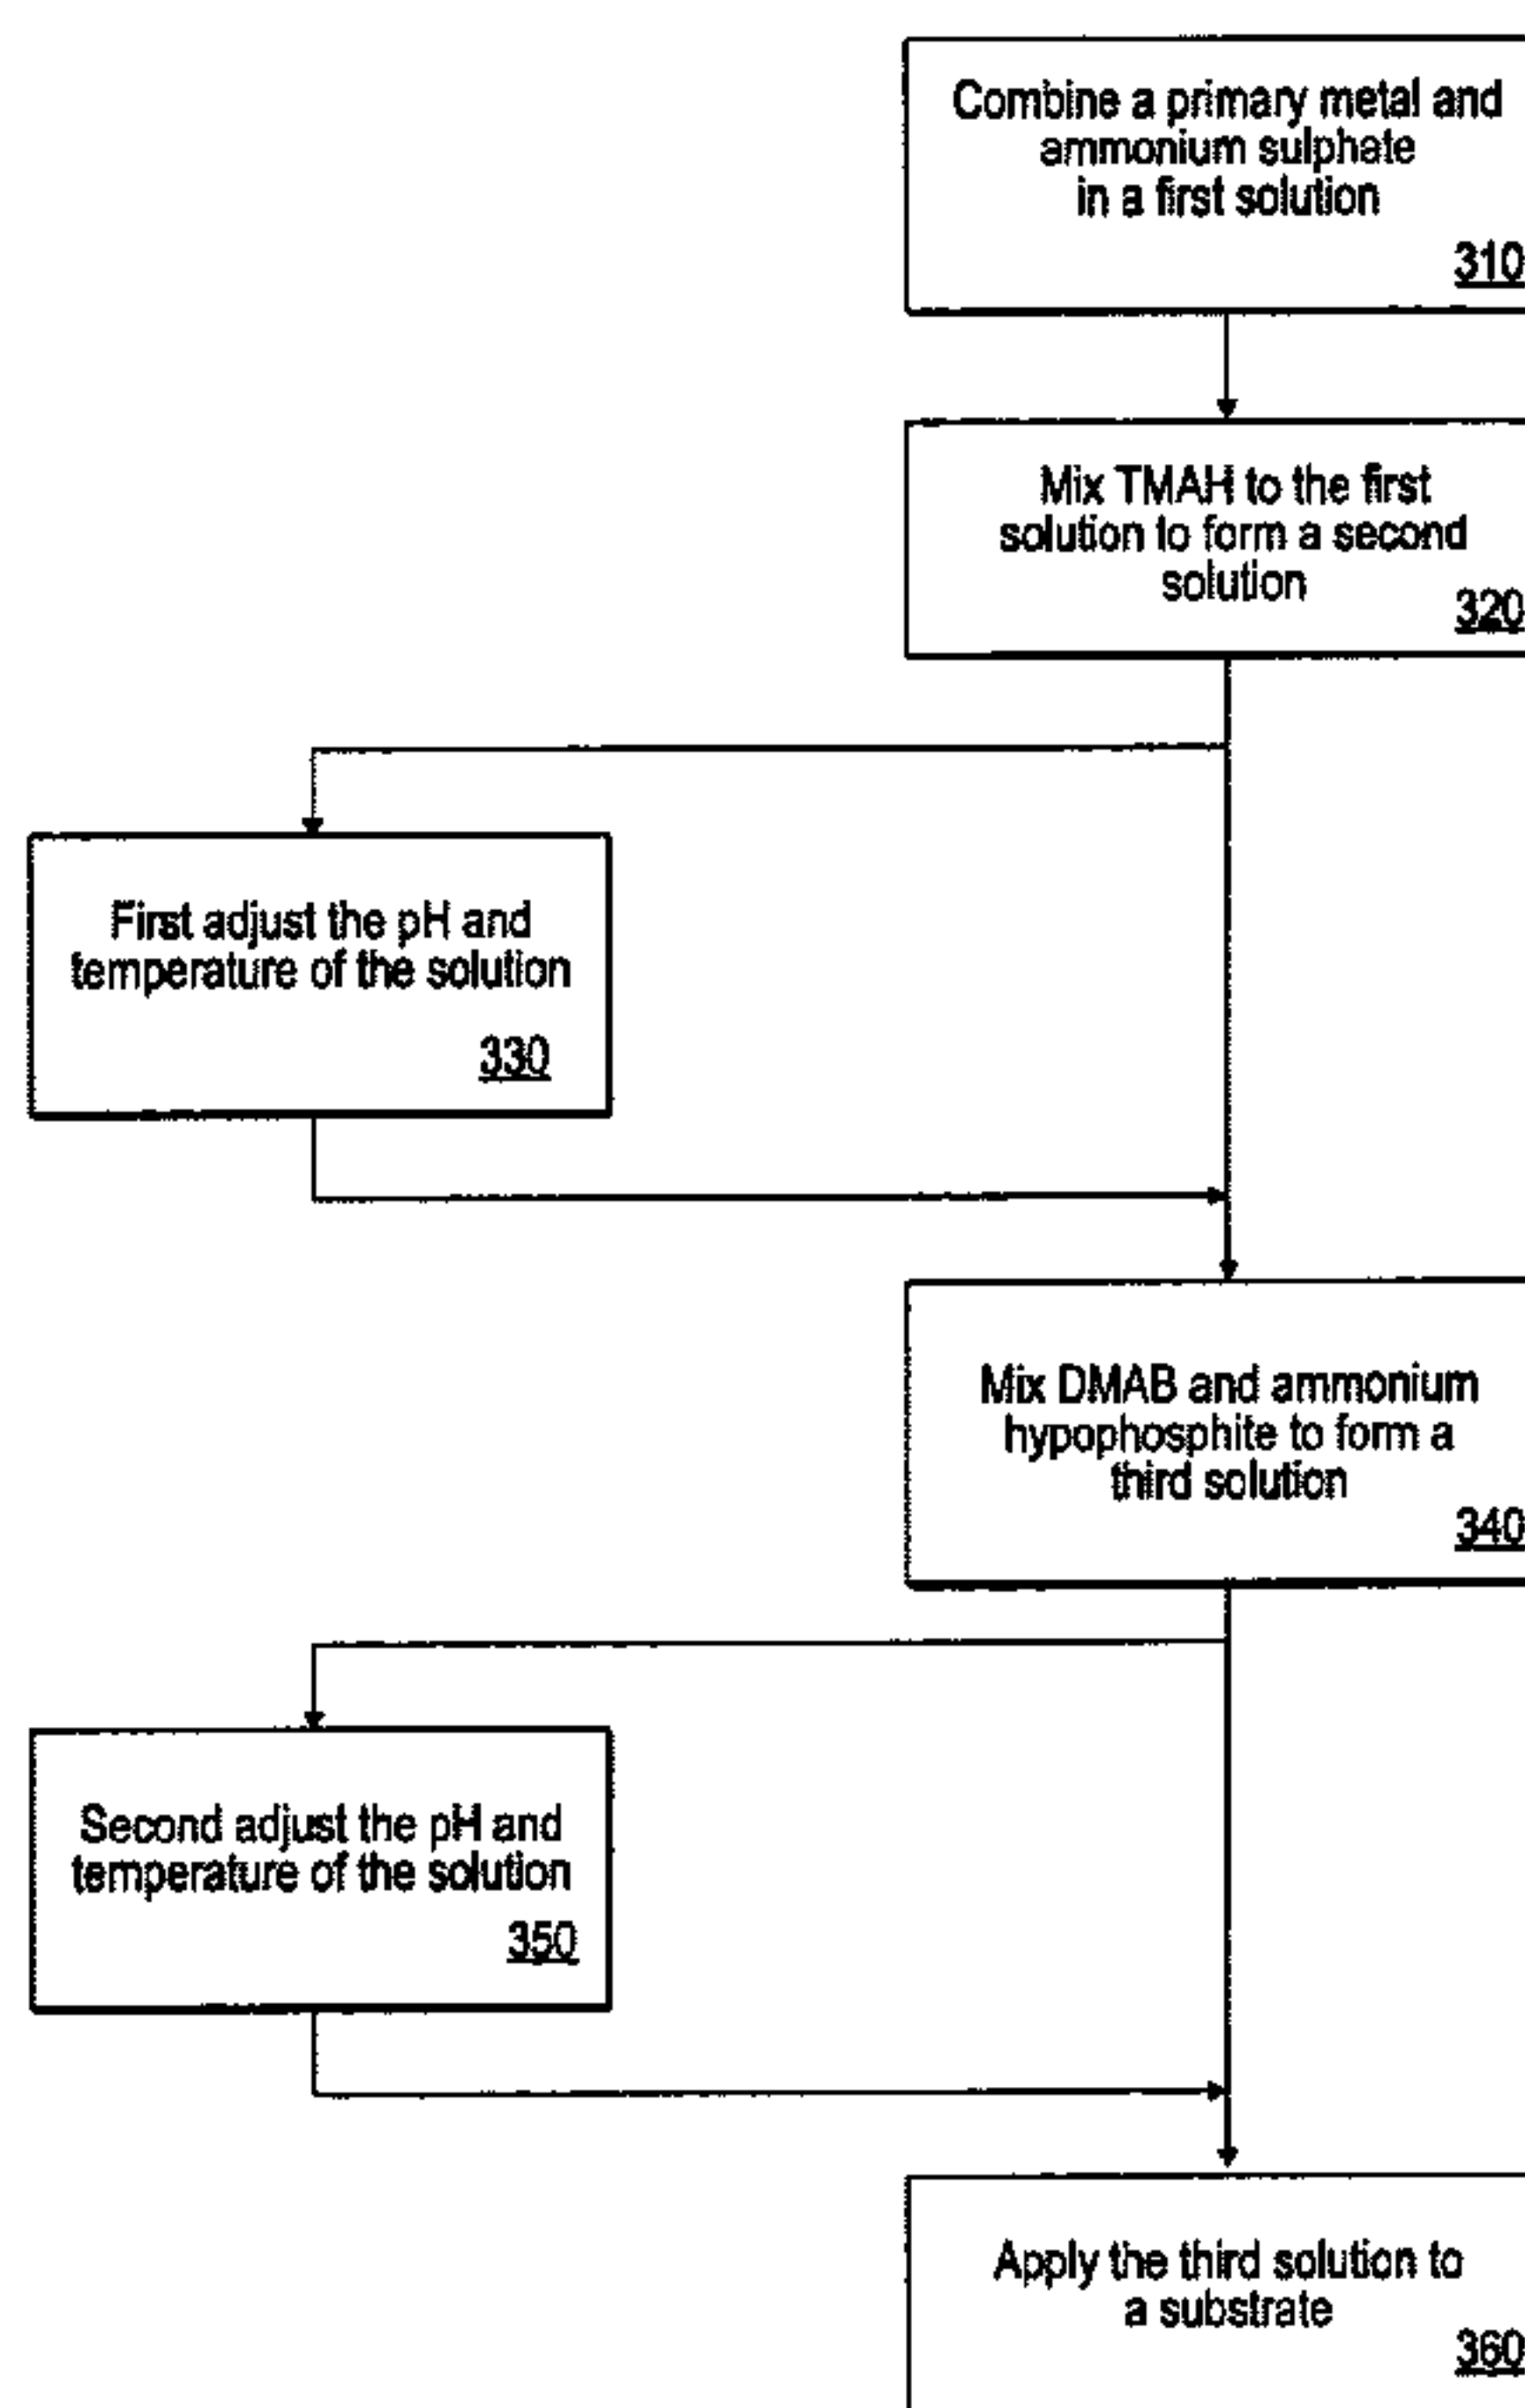 Combine a primary metal and
ammonium sulphate
in a first solution
310
Mix TMAH to the first
solution to form a second
solution
320
First adjust the pH and
temperature of the solution
330
Mix DMAB and ammonium
hypophosphite to form a
third solution
340
Second adjust the pH and
temperature of the solution
350
Apply the third solution to
a substrate
360